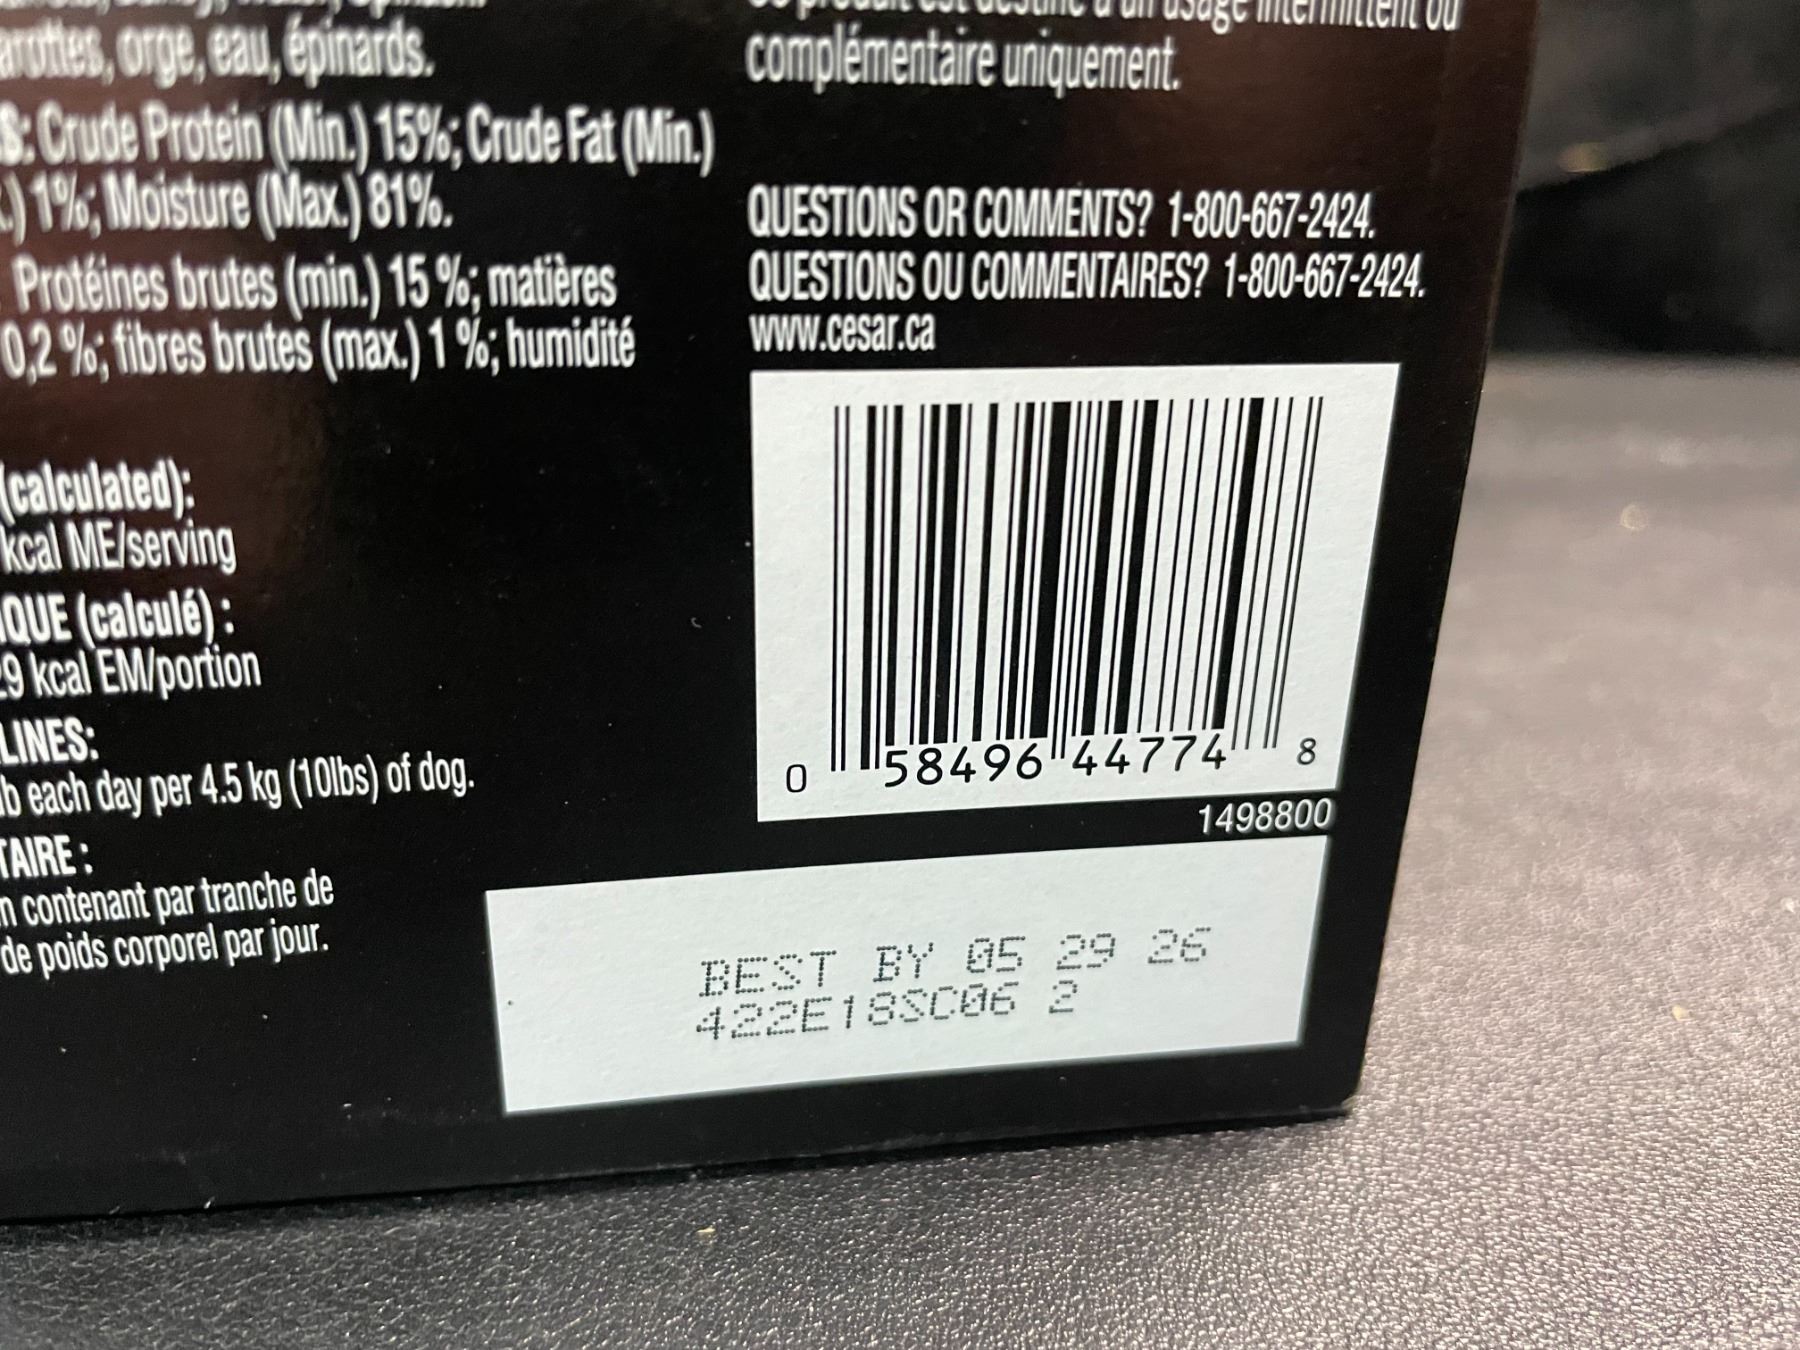 orge, eau, épinards.
Crude Protein (Min.) 15%; Crude Fat (Min.)
1%; Moisture (Max.) 81%.
Protéines brutes (min.) 15 %; matières
0,2 %; fibres brutes (max.) 1 %; humidité
(calculated):
kcal ME/serving
(calculé) :
kcal EM/portion
each day per 4.5 kg (10lbs) of dog.
contenant par tranche de
de poids corporel par jour.
usage intermittent ou
complémentaire uniquement.
QUESTIONS OR COMMENTS? 1-800-667-2424.
QUESTIONS OU COMMENTAIRES? 1-800-667-2424.
www.cesar.ca
0 58496 44774 8
1498800
BEST BY 05 29 26
422E18SC06 2